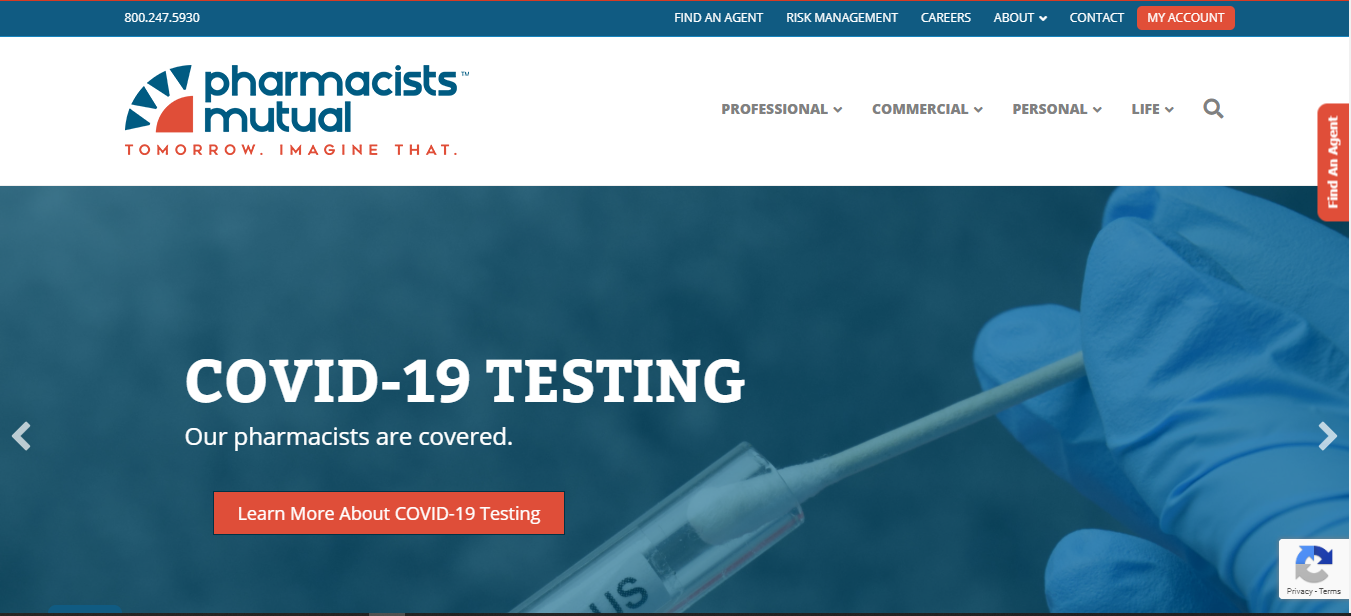 800.247.5930
FIND AN AGENT
RISK MANAGEMENT
CAREERS
ABOUT
CONTACT
MY ACCOUNT
pharmacists™
mutual
TOMORROW. IMAGINE THAT.
PROFESSIONAL
COMMERCIAL
PERSONAL
LIFE
Find An Agent
COVID-19 TESTING
Our pharmacists are covered.
Learn More About COVID-19 Testing
US
Privacy - Terms